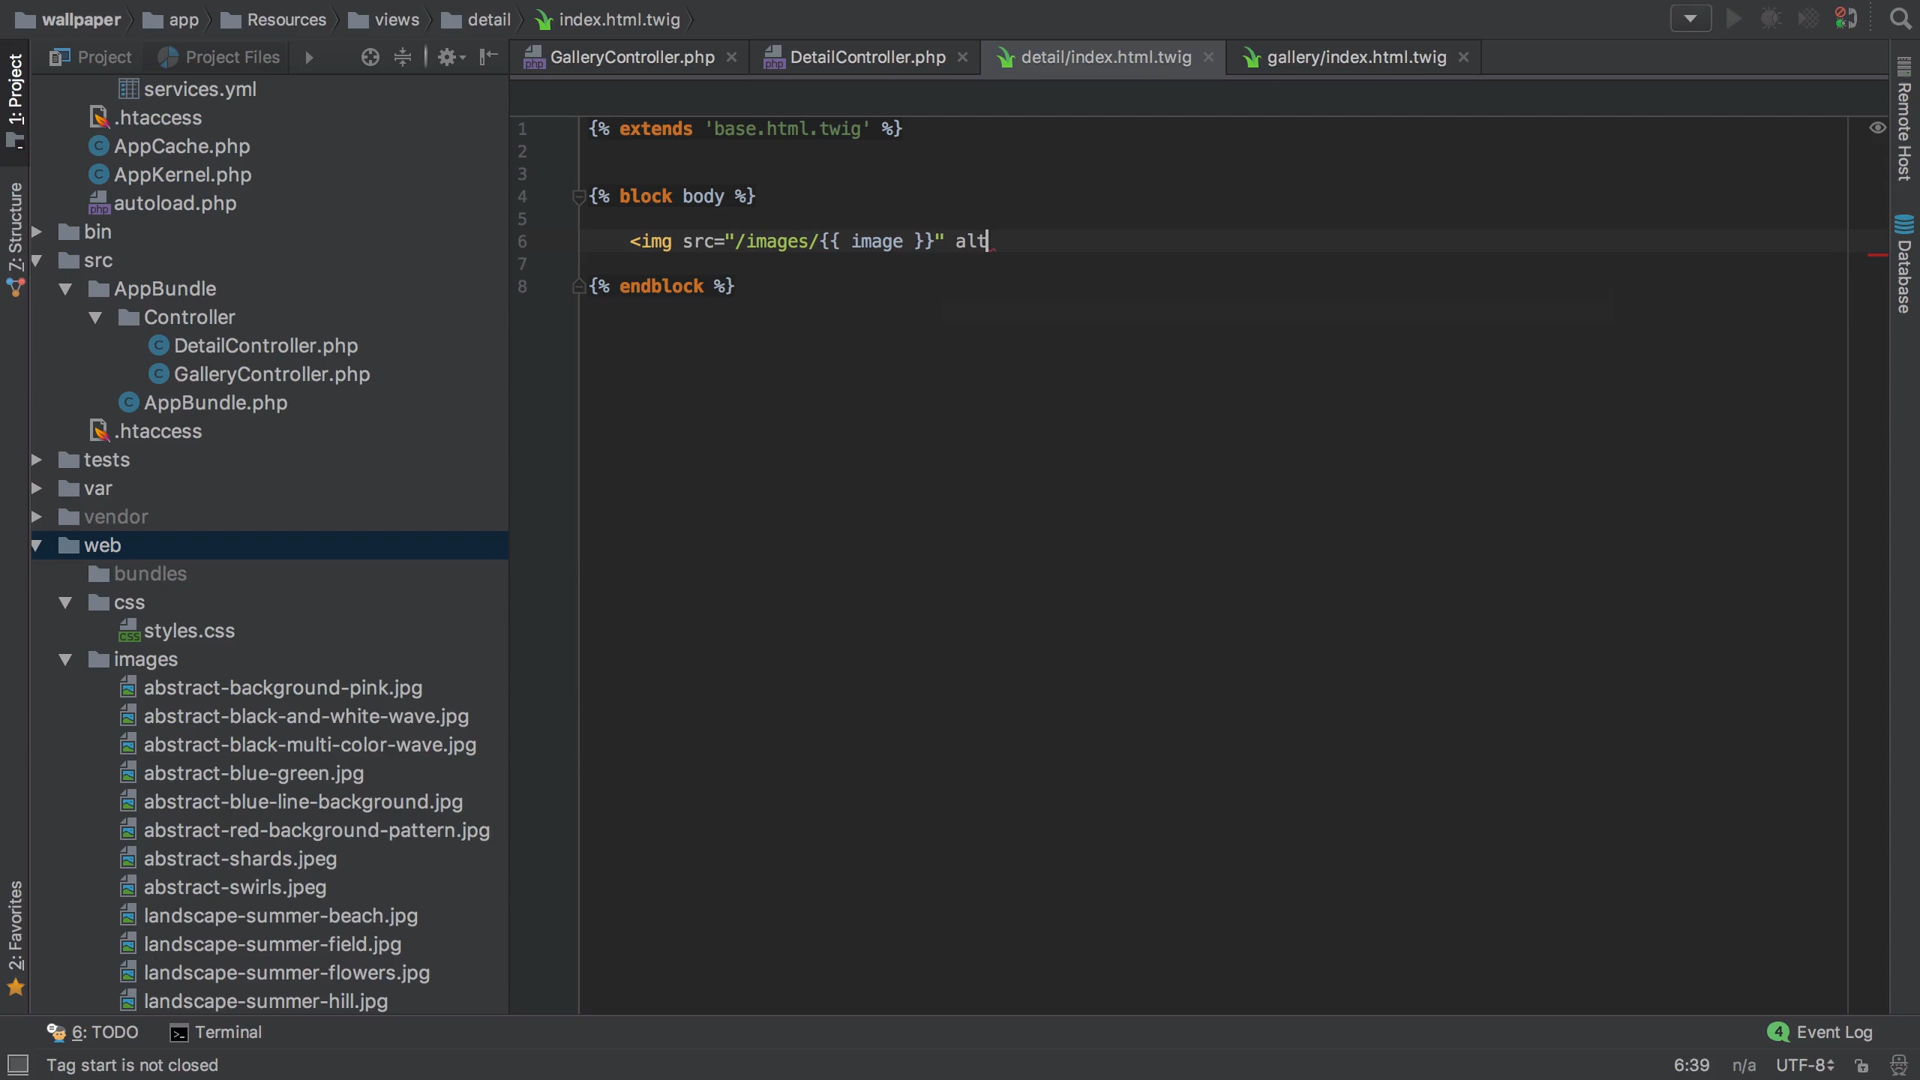 wallpaper app Resources views detail index.html.twig
Project Project Files
GalleryController.php DetailController.php detail/index.html.twig gallery/index.html.twig
1: Project
Z: Structure
2: Favorites
services.yml
.htaccess
AppCache.php
AppKernel.php
autoload.php
bin
src
AppBundle
Controller
DetailController.php
GalleryController.php
AppBundle.php
.htaccess
tests
var
vendor
web
bundles
css
styles.css
images
abstract-background-pink.jpg
abstract-black-and-white-wave.jpg
abstract-black-multi-color-wave.jpg
abstract-blue-green.jpg
abstract-blue-line-background.jpg
abstract-red-background-pattern.jpg
abstract-shards.jpeg
abstract-swirls.jpeg
landscape-summer-beach.jpg
landscape-summer-field.jpg
landscape-summer-flowers.jpg
landscape-summer-hill.jpg
1 {% extends 'base.html.twig' %}
2
3
4 {% block body %}
5
6 <img src="/images/{{ image }}" alt
7
8 {% endblock %}
Remote Host
Database
6: TODO Terminal 4 Event Log
Tag start is not closed 6:39 n/a UTF-8